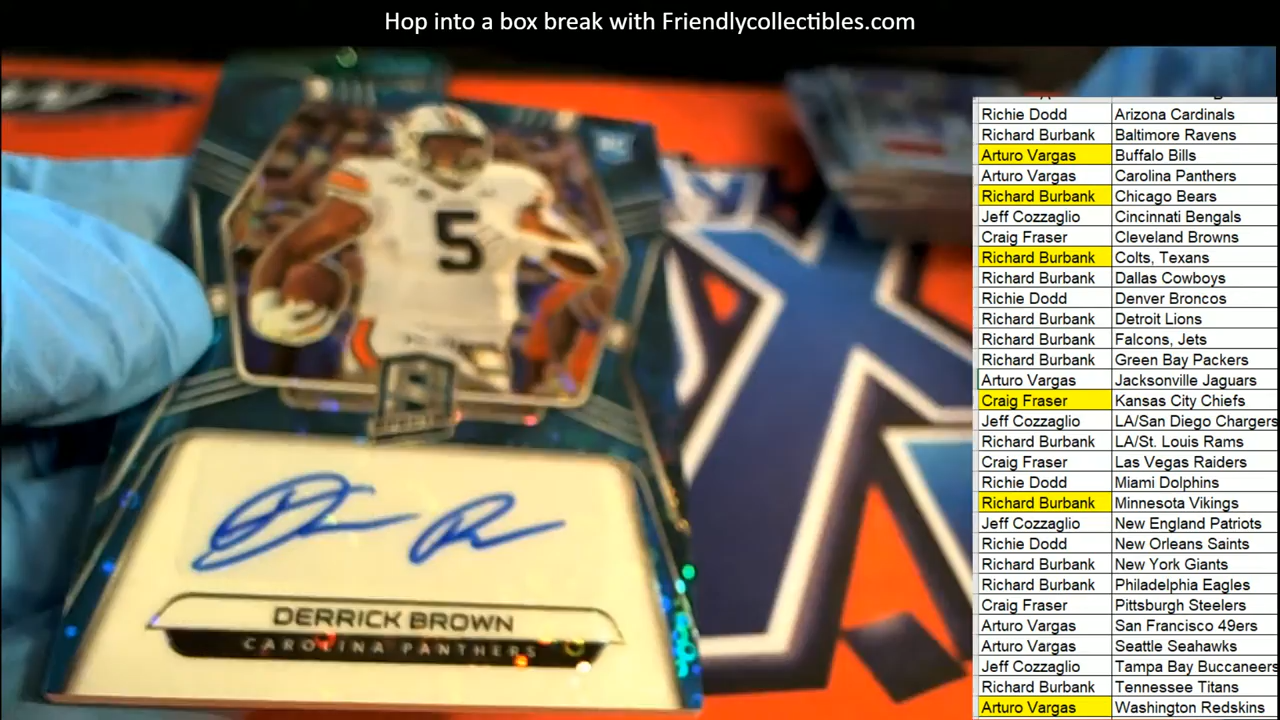 Hop into a box break with Friendlycollectibles.com
5
RC
DERRICK BROWN
CAROLINA PANTHERS
Richie Dodd Arizona Cardinals
Richard Burbank Baltimore Ravens
Arturo Vargas Buffalo Bills
Arturo Vargas Carolina Panthers
Richard Burbank Chicago Bears
Jeff Cozzaglio Cincinnati Bengals
Craig Fraser Cleveland Browns
Richard Burbank Colts, Texans
Richard Burbank Dallas Cowboys
Richie Dodd Denver Broncos
Richard Burbank Detroit Lions
Richard Burbank Falcons, Jets
Richard Burbank Green Bay Packers
Arturo Vargas Jacksonville Jaguars
Craig Fraser Kansas City Chiefs
Jeff Cozzaglio LA/San Diego Chargers
Richard Burbank LA/St. Louis Rams
Craig Fraser Las Vegas Raiders
Richie Dodd Miami Dolphins
Richard Burbank Minnesota Vikings
Jeff Cozzaglio New England Patriots
Richie Dodd New Orleans Saints
Richard Burbank New York Giants
Richard Burbank Philadelphia Eagles
Craig Fraser Pittsburgh Steelers
Arturo Vargas San Francisco 49ers
Arturo Vargas Seattle Seahawks
Jeff Cozzaglio Tampa Bay Buccaneers
Richard Burbank Tennessee Titans
Arturo Vargas Washington Redskins